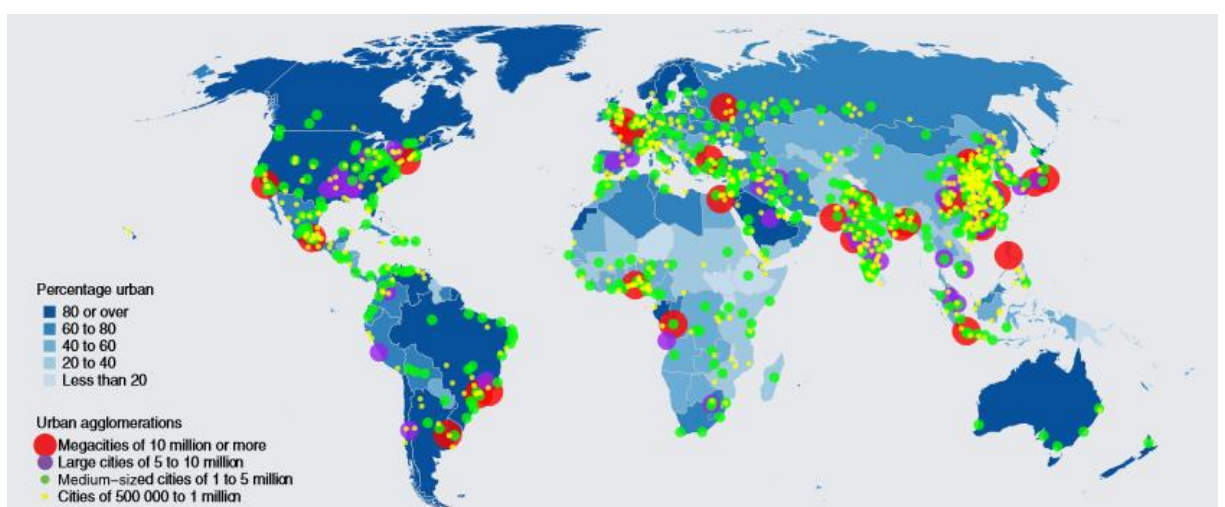 Percentage urban
80 or over
60 to 80
40 to 60
20 to 40
Less than 20
Urban agglomerations
Megacities of 10 million or more
Large cities of 5 to 10 million
Medium-sized cities of 1 to 5 million
Cities of 500 000 to 1 million